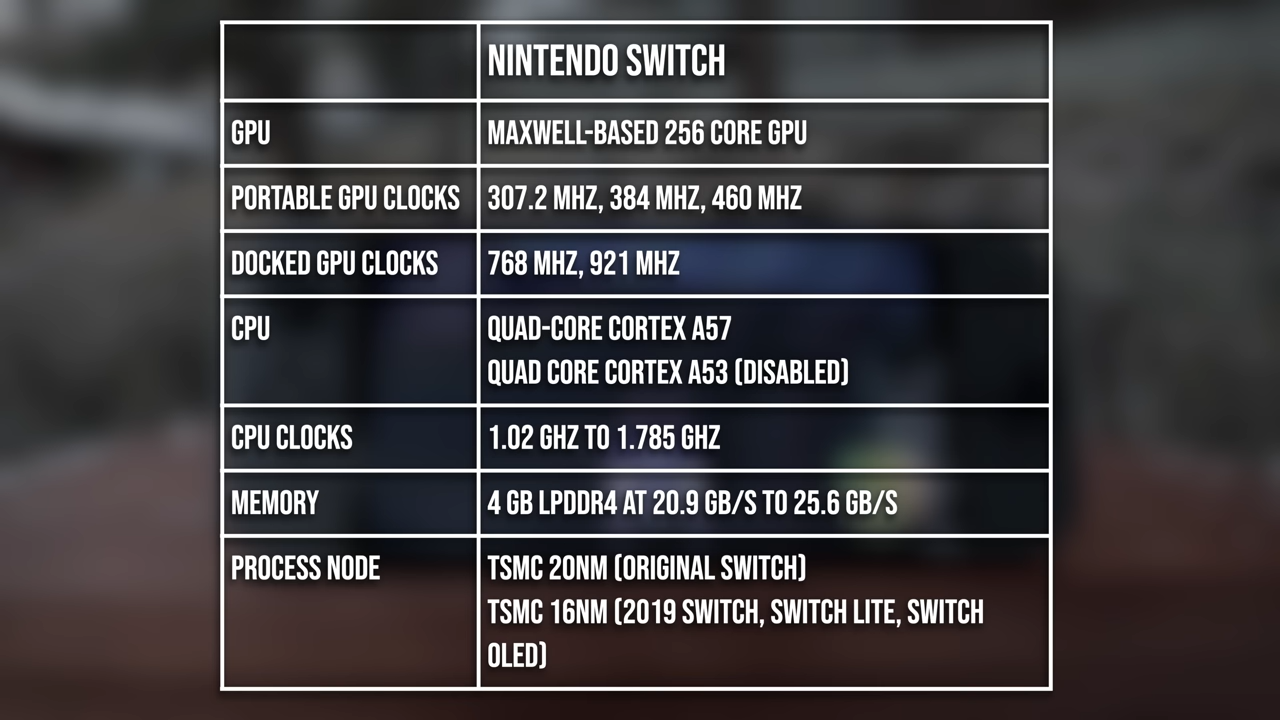 NINTENDO SWITCH
GPU
MAXWELL-BASED 256 CORE GPU
PORTABLE GPU CLOCKS
307.2 MHZ, 384 MHZ, 460 MHZ
DOCKED GPU CLOCKS
768 MHZ, 921 MHZ
CPU
QUAD-CORE CORTEX A57
QUAD CORE CORTEX A53 (DISABLED)
CPU CLOCKS
1.02 GHZ TO 1.785 GHZ
MEMORY
4 GB LPDDR4 AT 20.9 GB/S TO 25.6 GB/S
PROCESS NODE
TSMC 20NM (ORIGINAL SWITCH)
TSMC 16NM (2019 SWITCH, SWITCH LITE, SWITCH
OLED)